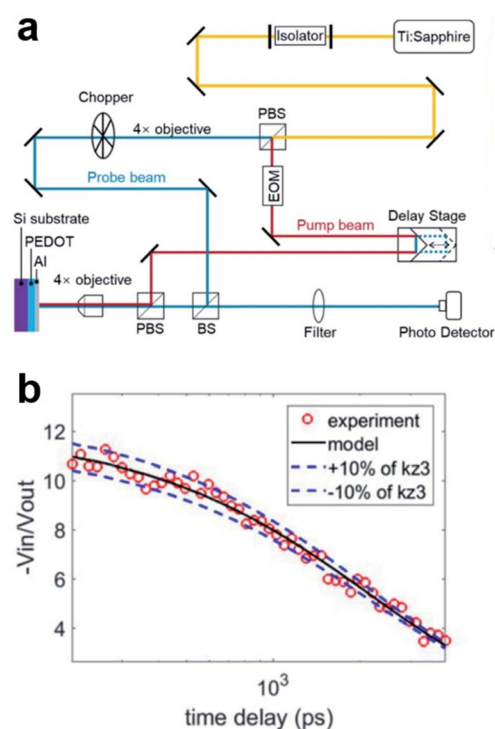 a
Isolator
Ti:Sapphire
Chopper
4× objective
PBS
Probe beam
EOM
Si substrate
PEDOT
Al
Pump beam
Delay Stage
4× objective
PBS
BS
Filter
Photo Detector
b
12
10
8
6
4
-Vin/Vout
experiment
model
+10% of kz3
-10% of kz3
10³
time delay (ps)